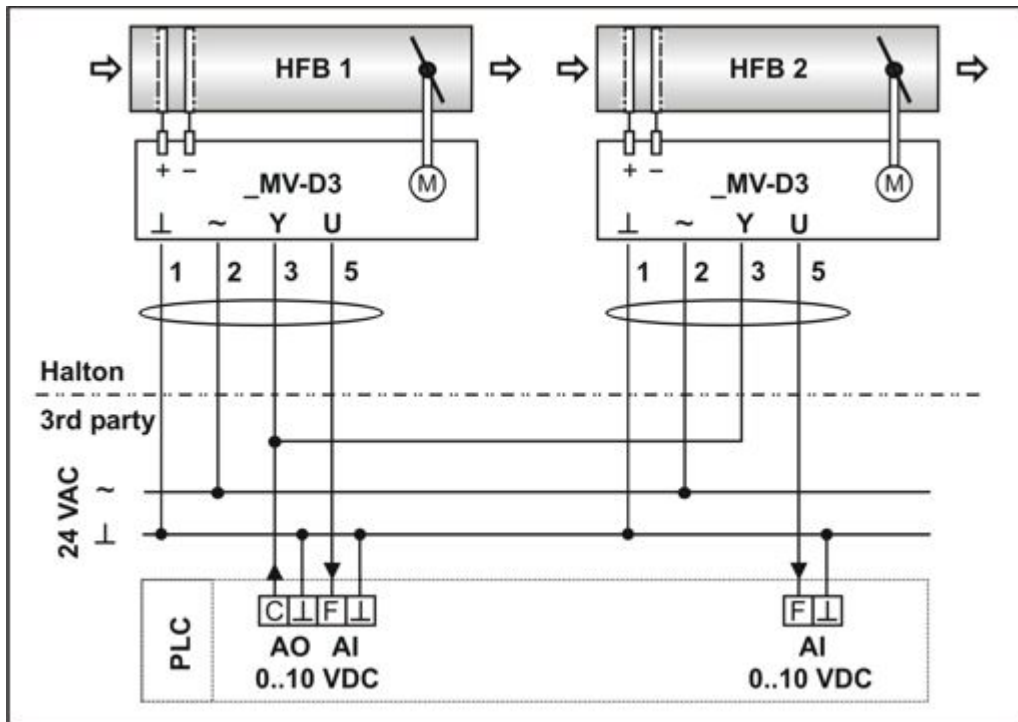 HFB 1 HFB 2
+ – + –
_MV-D3 M _MV-D3 M
⊥ ~ Y U ⊥ ~ Y U
1 2 3 5 1 2 3 5
Halton
3rd party
24 VAC ~
⊥
PLC
C ⊥ F ⊥ F ⊥
AO AI AI
0..10 VDC 0..10 VDC